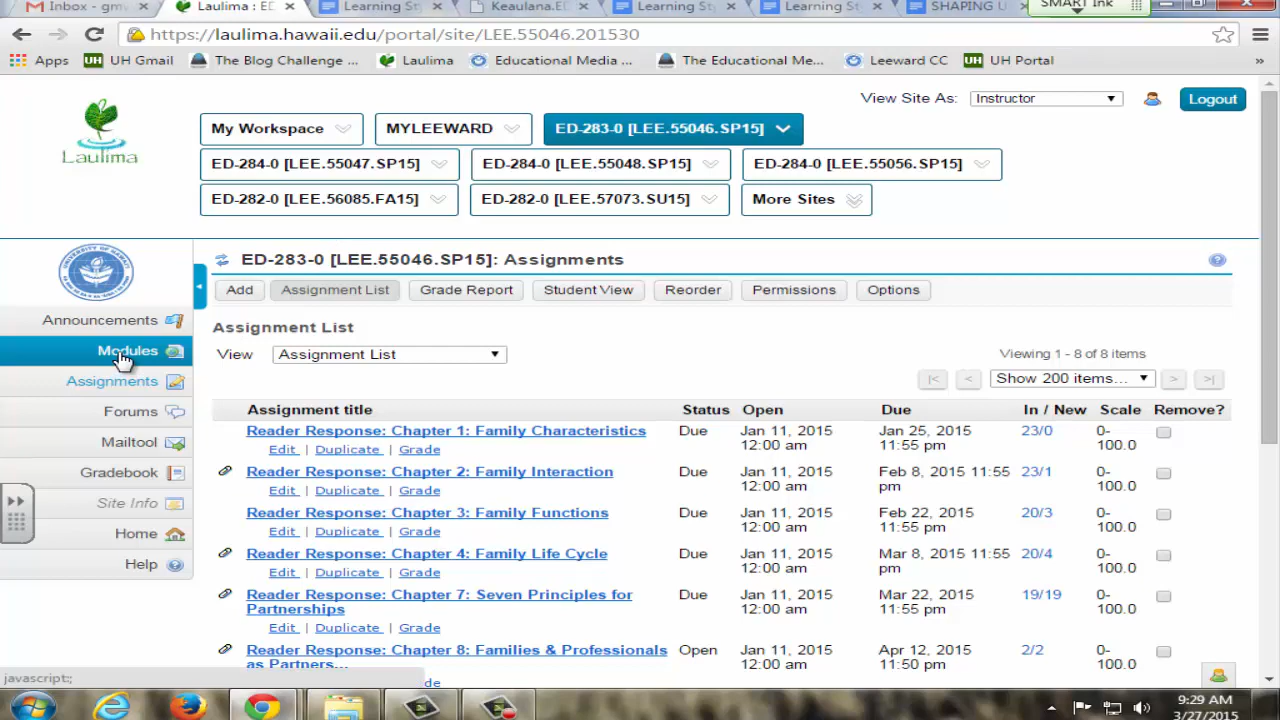 Inbox - gm
Laulima : ED
Learning St
Keaulana.ED
Learning Sty
Learning St
SHAPING U
SMART Ink
https://laulima.hawaii.edu/portal/site/LEE.55046.201530
Apps
UH Gmail
The Blog Challenge ...
Laulima
Educational Media ...
The Educational Me...
Leeward CC
UH Portal
»
View Site As:
Instructor
Logout
Laulima
My Workspace
MYLEEWARD
ED-283-0 [LEE.55046.SP15]
ED-284-0 [LEE.55047.SP15]
ED-284-0 [LEE.55048.SP15]
ED-284-0 [LEE.55056.SP15]
ED-282-0 [LEE.56085.FA15]
ED-282-0 [LEE.57073.SU15]
More Sites
Announcements
Modules
Assignments
Forums
Mailtool
Gradebook
Site Info
Home
Help
ED-283-0 [LEE.55046.SP15]: Assignments
Add
Assignment List
Grade Report
Student View
Reorder
Permissions
Options
Assignment List
View
Assignment List
Viewing 1 - 8 of 8 items
|< < Show 200 items... > >|
Assignment title Status Open Due In / New Scale Remove?
Reader Response: Chapter 1: Family Characteristics Due Jan 11, 2015 Jan 25, 2015 23/0 0-
12:00 am 11:55 pm 100.0
Edit | Duplicate | Grade
Reader Response: Chapter 2: Family Interaction Due Jan 11, 2015 Feb 8, 2015 11:55 23/1 0-
12:00 am pm 100.0
Edit | Duplicate | Grade
Reader Response: Chapter 3: Family Functions Due Jan 11, 2015 Feb 22, 2015 20/3 0-
12:00 am 11:55 pm 100.0
Edit | Duplicate | Grade
Reader Response: Chapter 4: Family Life Cycle Due Jan 11, 2015 Mar 8, 2015 11:55 20/4 0-
12:00 am pm 100.0
Edit | Duplicate | Grade
Reader Response: Chapter 7: Seven Principles for Due Jan 11, 2015 Mar 22, 2015 19/19 0-
Partnerships 12:00 am 11:55 pm 100.0
Edit | Duplicate | Grade
Reader Response: Chapter 8: Families & Professionals Open Jan 11, 2015 Apr 12, 2015 2/2 0-
as Partners... 12:00 am 11:50 pm 100.0
javascript:;
de
9:29 AM
3/27/2015